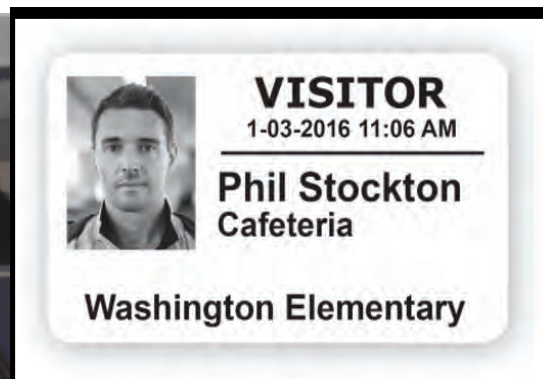 VISITOR
1-03-2016 11:06 AM
Phil Stockton
Cafeteria
Washington Elementary